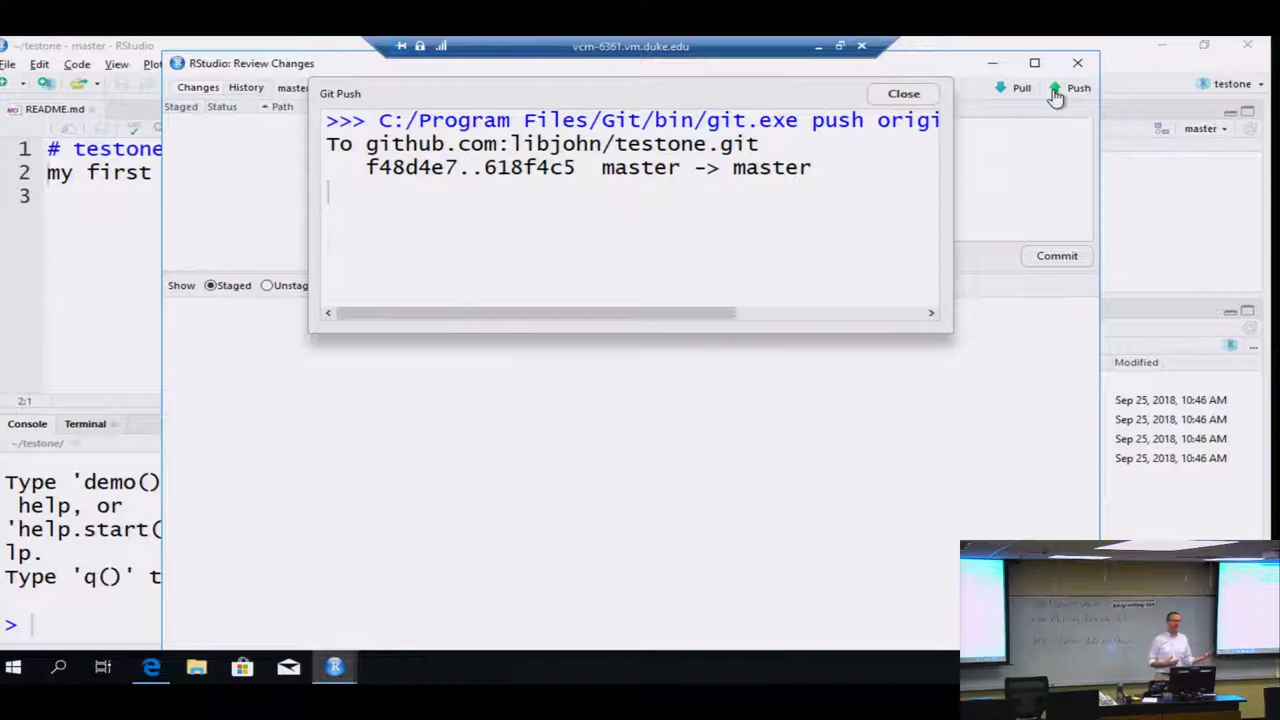 vcm-6361.vm.duke.edu
~/testone - master - RStudio
File Edit Code View Plot
testone
README.md
1 # testone
2 my first
3
2:1
Console Terminal
~/testone/
Type 'demo()
help, or
'help.start(
lp.
Type 'q()' t
>
RStudio: Review Changes
Changes History master
Pull Push
Staged Status Path
Commit
Show Staged Unstag
Git Push
Close
>>> C:/Program Files/Git/bin/git.exe push origi
To github.com:libjohn/testone.git
f48d4e7..618f4c5 master -> master
master
Modified
Sep 25, 2018, 10:46 AM
Sep 25, 2018, 10:46 AM
Sep 25, 2018, 10:46 AM
Sep 25, 2018, 10:46 AM